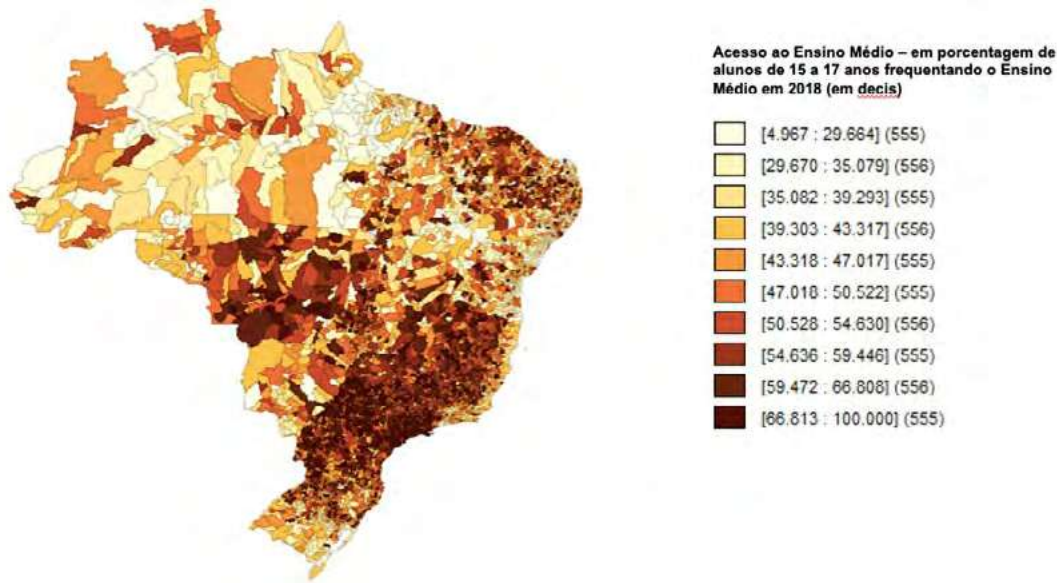 Acesso ao Ensino Médio – em porcentagem de
alunos de 15 a 17 anos frequentando o Ensino
Médio em 2018 (em decis)
[4.967 : 29.664] (555)
[29.670 : 35.079] (556)
[35.082 : 39.293] (555)
[39.303 : 43.317] (556)
[43.318 : 47.017] (555)
[47.018 : 50.522] (555)
[50.528 : 54.630] (556)
[54.636 : 59.446] (555)
[59.472 : 66.808] (556)
[66.813 : 100.000] (555)